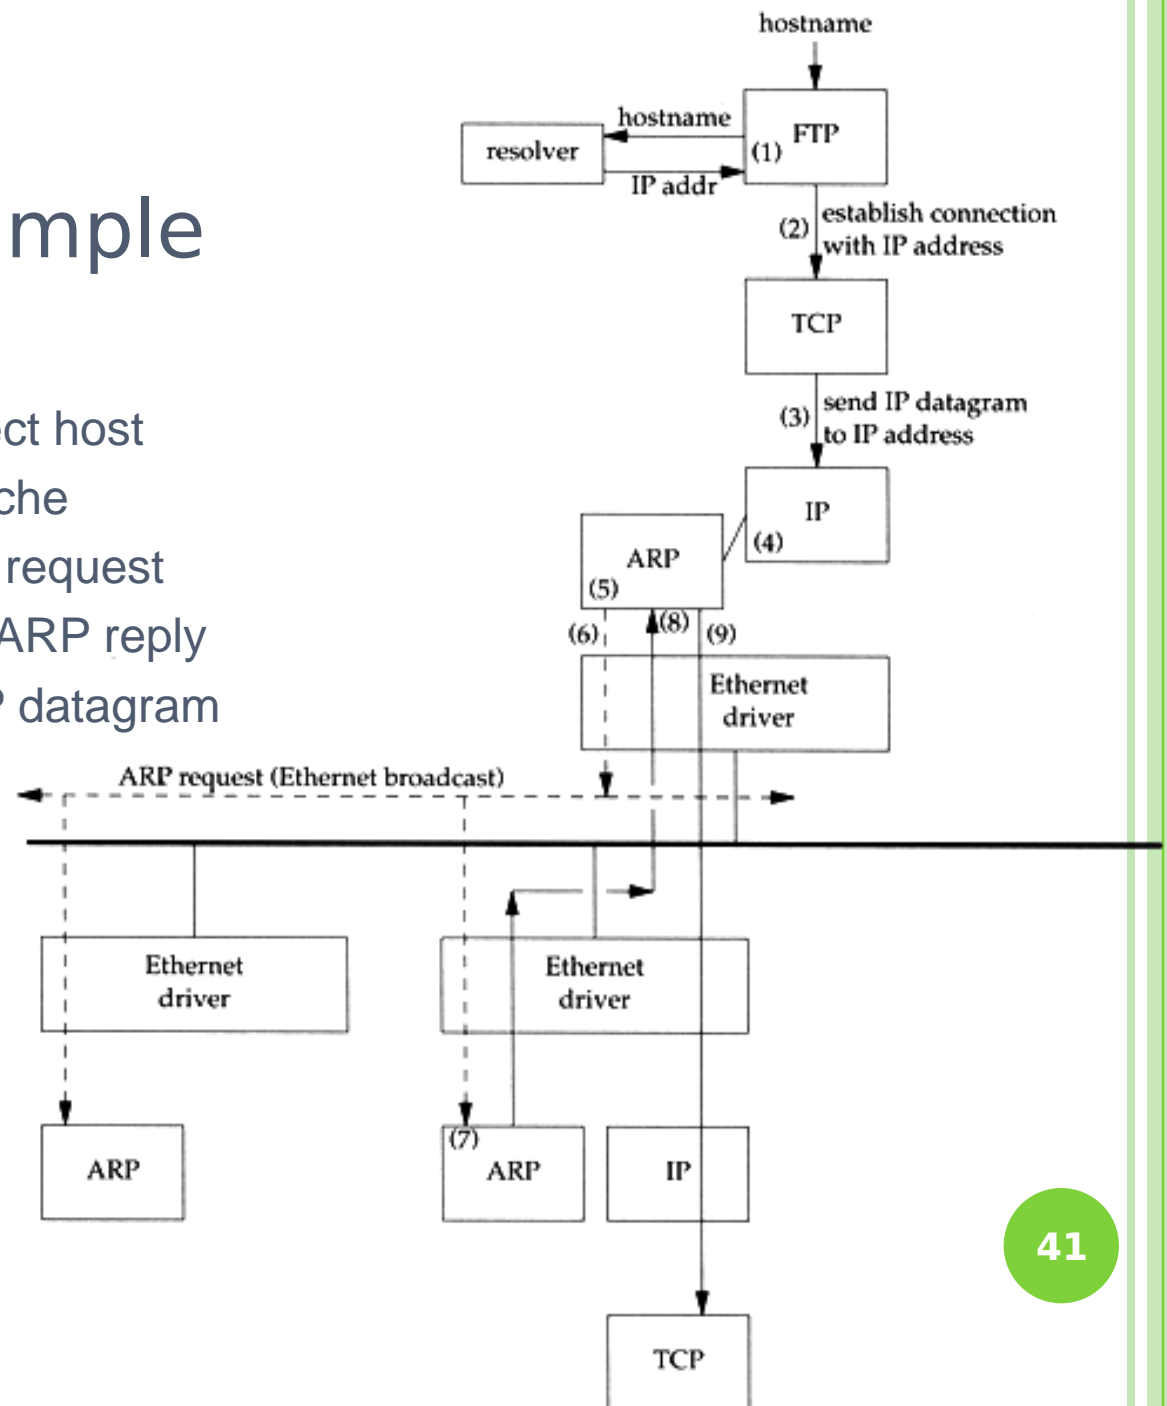 mple
ect host
che
request
ARP reply
P datagram
hostname
FTP
(1)
hostname
resolver
IP addr
(2)
establish connection
with IP address
TCP
(3)
send IP datagram
to IP address
IP
(4)
ARP
(5)
(6)
(8)
(9)
Ethernet
driver
ARP request (Ethernet broadcast)
Ethernet
driver
Ethernet
driver
ARP
(7)
ARP
IP
TCP
41